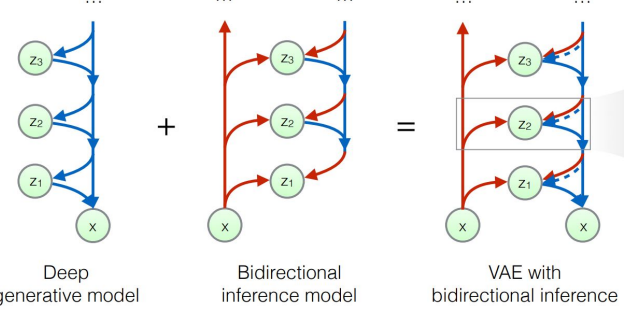 ... ... ... ... ...
z3 z3 z3
z2 + z2 = z2
z1 z1 z1
x x x
Deep Bidirectional VAE with
generative model inference model bidirectional inference